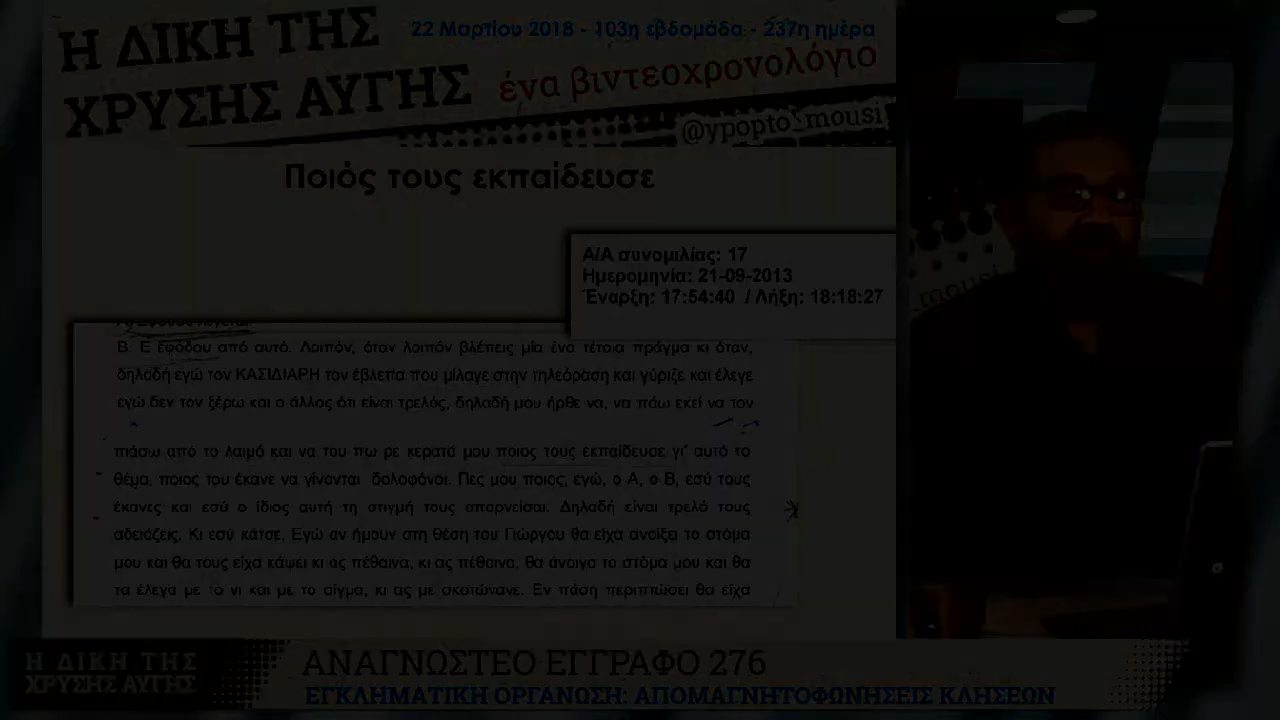 Η ΔΙΚΗ ΤΗΣ
ΧΡΥΣΗΣ ΑΥΓΗΣ
22 Μαρτίου 2018 - 103η εβδομάδα - 237η ημέρα
ένα βιντεοχρονολόγιο
@ypopto_mousi
Ποιός τους εκπαίδευσε
Α/Α συνομιλίας: 17
Ημερομηνία: 21-09-2013
Έναρξη: 17:54:40 / Λήξη: 18:18:27
Β. Ε εφόδου από αυτό. Λοιπόν, όταν λοιπόν βλέπεις μία ένα τέτοια πράγμα κι όταν,
δηλαδή εγώ τον ΚΑΣΙΔΙΑΡΗ τον έβλεπα που μίλαγε στην τηλεόραση και γύριζε και έλεγε
εγώ δεν τον ξέρω και ο άλλος ότι είναι τρελός, δηλαδή μου ήρθε να, να πάω εκεί να τον
πιάσω από το λαιμό και να του πω ρε κερατά μου ποιος τους εκπαίδευσε γι' αυτό το
θέμα, ποιος του έκανε να γίνονται δολοφόνοι. Πες μου ποιος, εγώ, ο Α, ο Β, εσύ τους
έκανες και εσύ ο ίδιος αυτή τη στιγμή τους απαρνείσαι. Δηλαδή είναι τρελό τους
αδειάζεις. Κι εσύ κάτσε. Εγώ αν ήμουν στη θέση του Γιώργου θα είχα ανοίξει το στόμα
μου και θα τους είχα κάψει κι ας πέθαινα, κι ας πέθαινα, θα άνοιγα το στόμα μου και θα
τα έλεγα με το νι και με το σίγμα, κι ας με σκοτώνανε. Εν πάση περιπτώσει θα είχα
mousi
Η ΔΙΚΗ ΤΗΣ
ΧΡΥΣΗΣ ΑΥΓΗΣ
ΑΝΑΓΝΩΣΤΕΟ ΕΓΓΡΑΦΟ 276
ΕΓΚΛΗΜΑΤΙΚΗ ΟΡΓΑΝΩΣΗ: ΑΠΟΜΑΓΝΗΤΟΦΩΝΗΣΕΙΣ ΚΛΗΣΕΩΝ